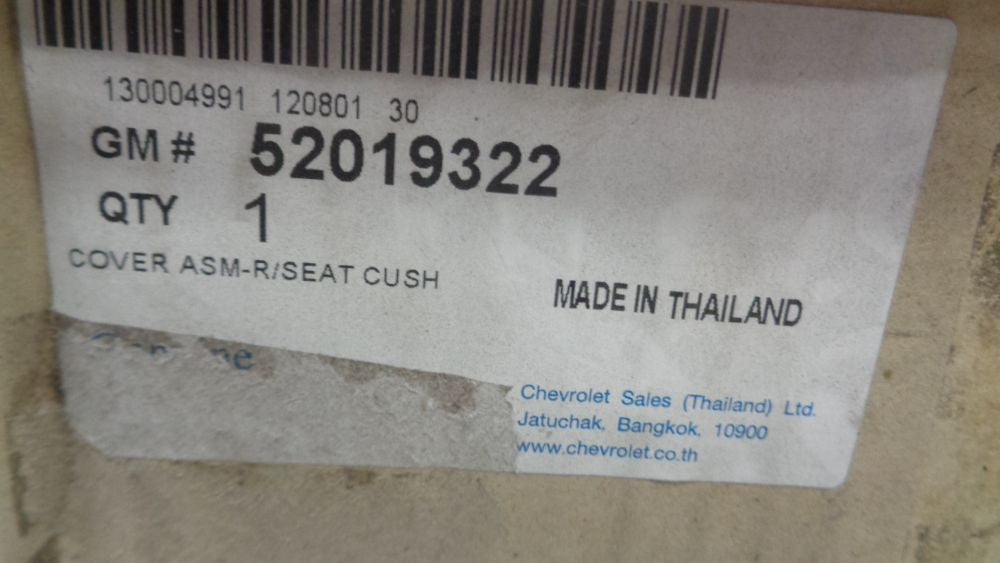 130004991 120801 30
GM # 52019322
QTY 1
COVER ASM-R/SEAT CUSH
MADE IN THAILAND
Chevrolet Sales (Thailand) Ltd.
Jatuchak, Bangkok, 10900
www.chevrolet.co.th